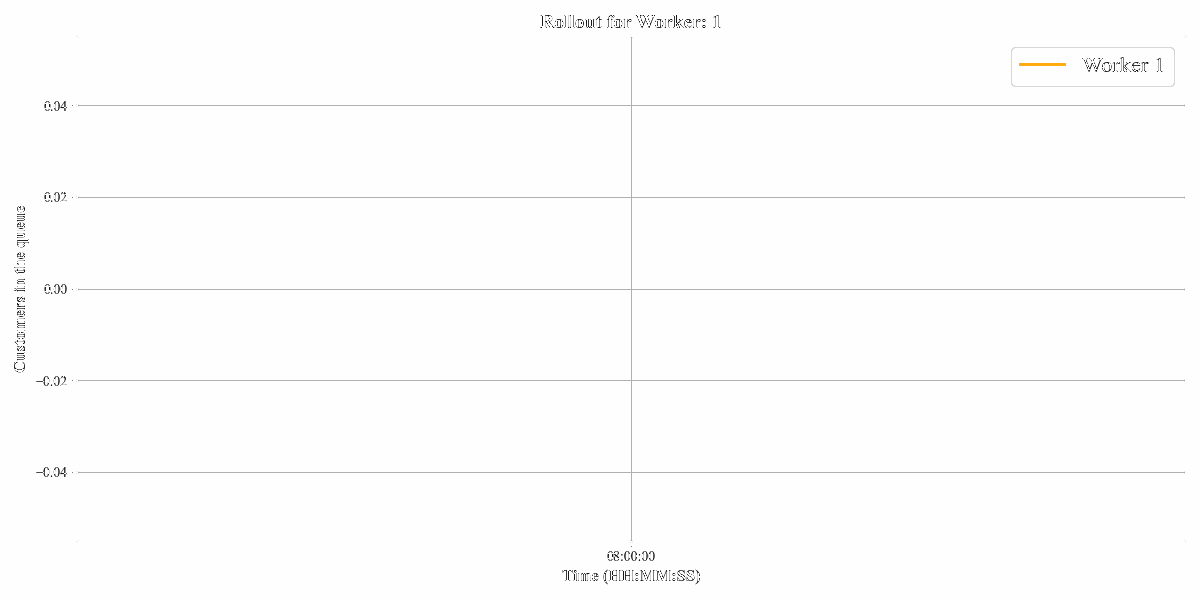 Rollout for Worker: 1
Worker 1
0.04
0.02
0.00
−0.02
−0.04
Customers in the queue
08:00:00
Time (HH:MM:SS)